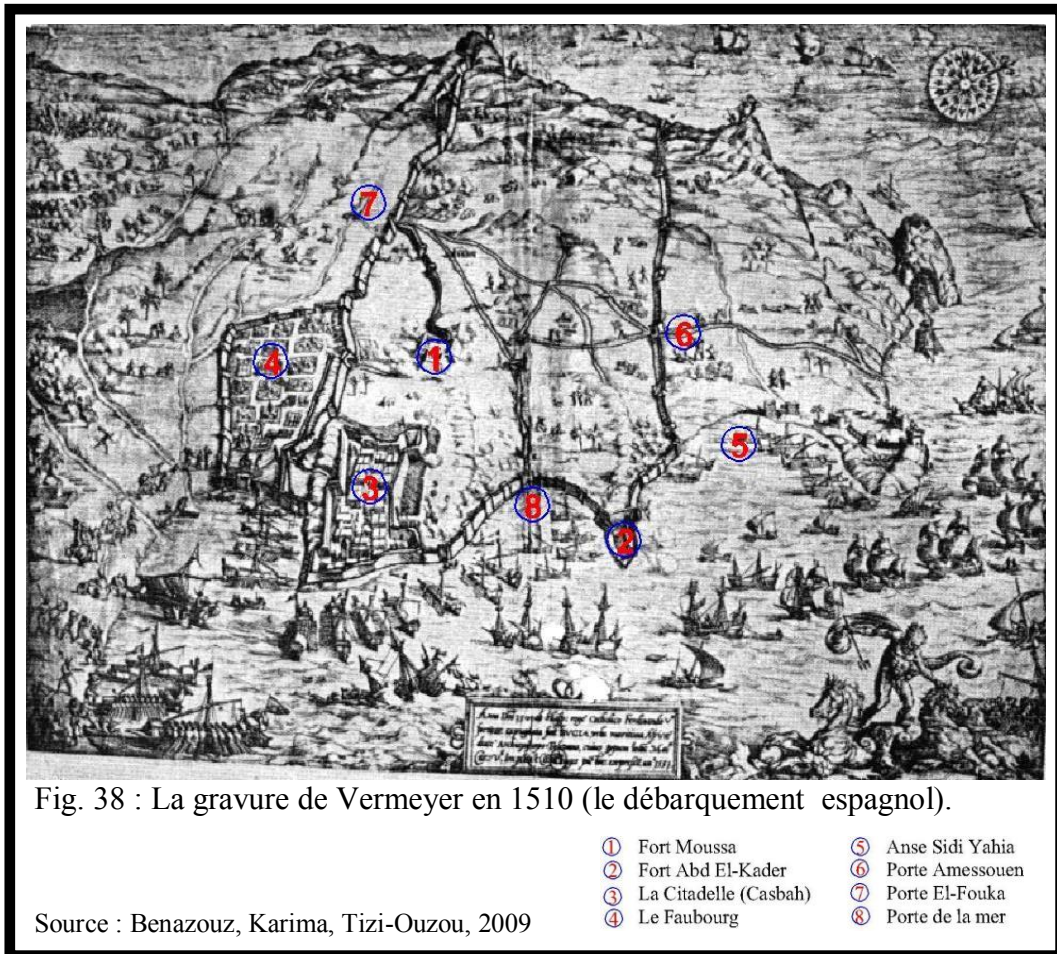 7
6
4
1
5
3
8
2
BVGIA
Fig. 38 : La gravure de Vermeyer en 1510 (le débarquement espagnol).
① Fort Moussa
② Fort Abd El-Kader
③ La Citadelle (Casbah)
④ Le Faubourg
⑤ Anse Sidi Yahia
⑥ Porte Amessouen
⑦ Porte El-Fouka
⑧ Porte de la mer
Source : Benazouz, Karima, Tizi-Ouzou, 2009